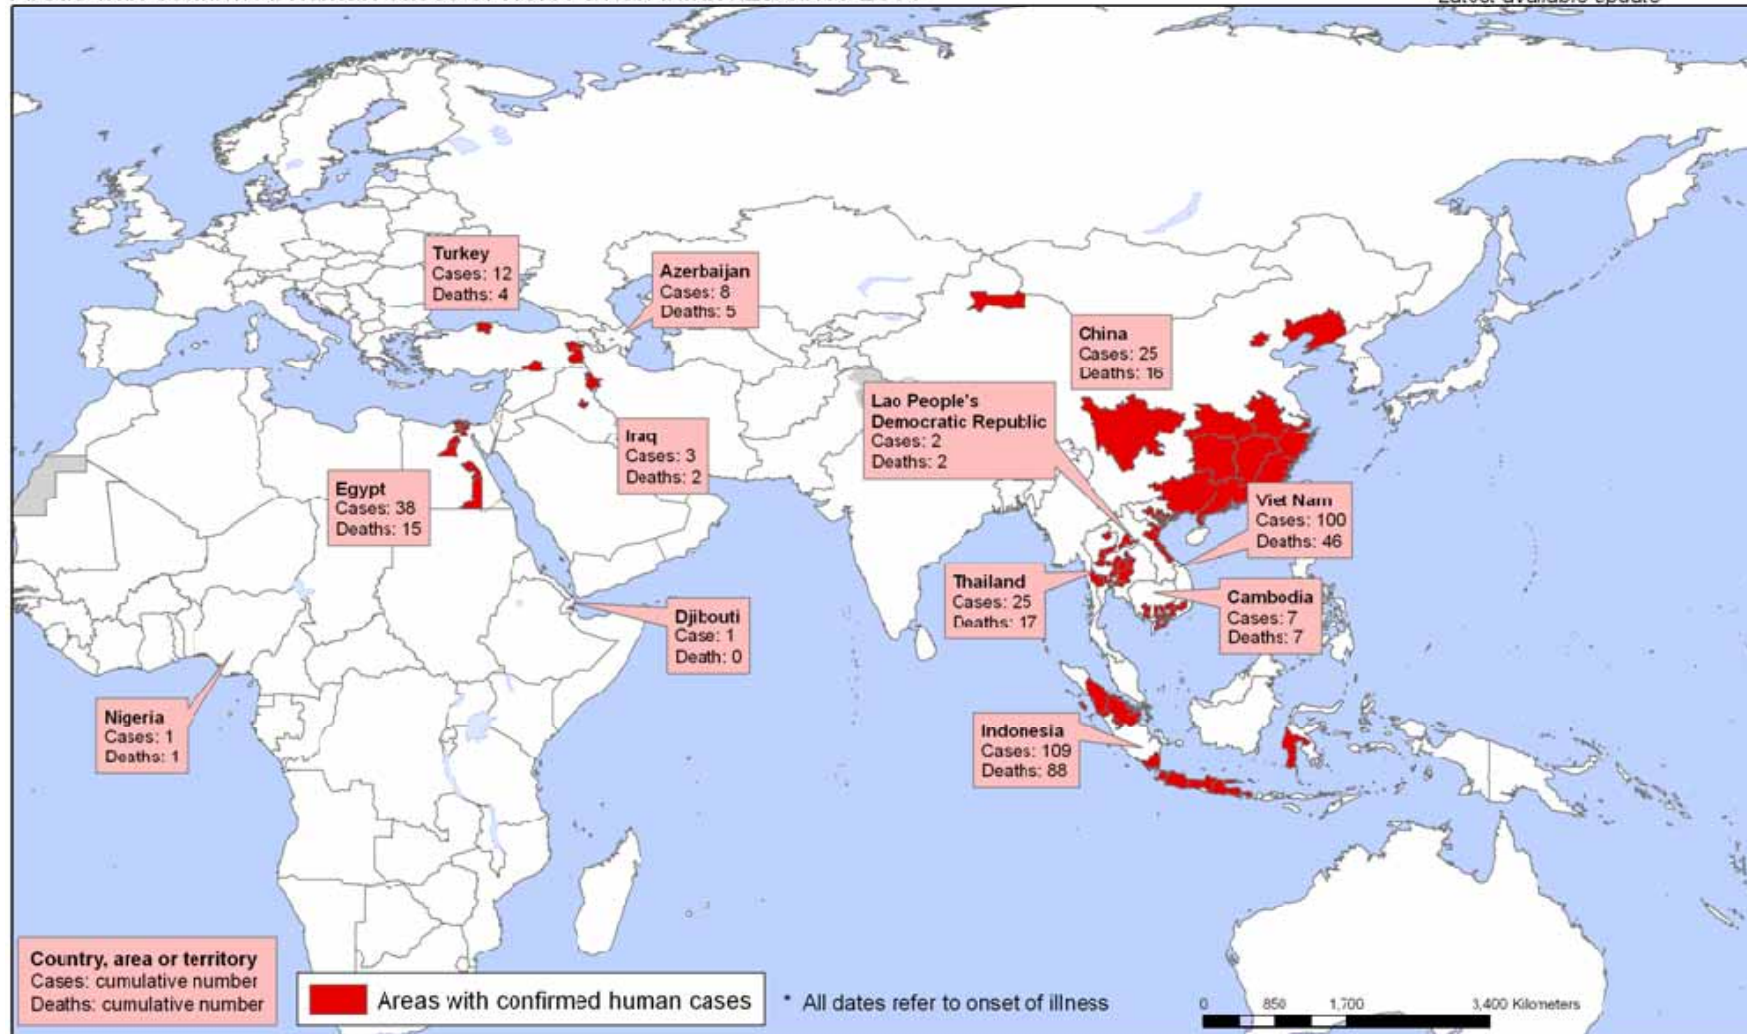 Latest available update
Turkey
Cases: 12
Deaths: 4
Azerbaijan
Cases: 8
Deaths: 5
China
Cases: 25
Deaths: 16
Lao People's
Democratic Republic
Cases: 2
Deaths: 2
Iraq
Cases: 3
Deaths: 2
Egypt
Cases: 38
Deaths: 15
Viet Nam
Cases: 100
Deaths: 46
Thailand
Cases: 25
Deaths: 17
Cambodia
Cases: 7
Deaths: 7
Djibouti
Case: 1
Death: 0
Nigeria
Cases: 1
Deaths: 1
Indonesia
Cases: 109
Deaths: 88
Country, area or territory
Cases: cumulative number
Deaths: cumulative number
Areas with confirmed human cases
* All dates refer to onset of illness
0 850 1,700 3,400 Kilometers